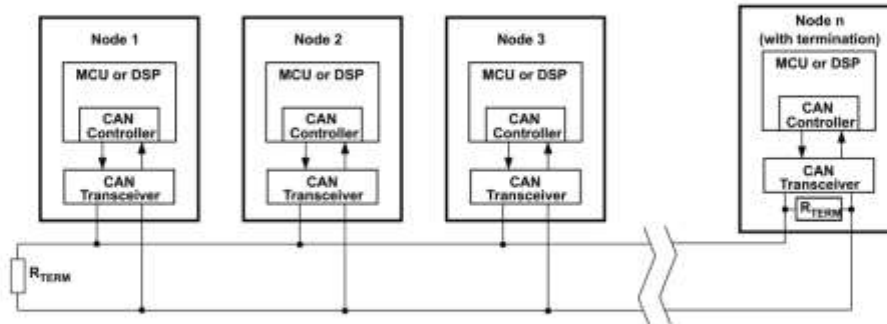 Node 1
MCU or DSP
CAN
Controller
CAN
Transceiver
Node 2
MCU or DSP
CAN
Controller
CAN
Transceiver
Node 3
MCU or DSP
CAN
Controller
CAN
Transceiver
Node n
(with termination)
MCU or DSP
CAN
Controller
CAN
Transceiver
RTERM
RTERM